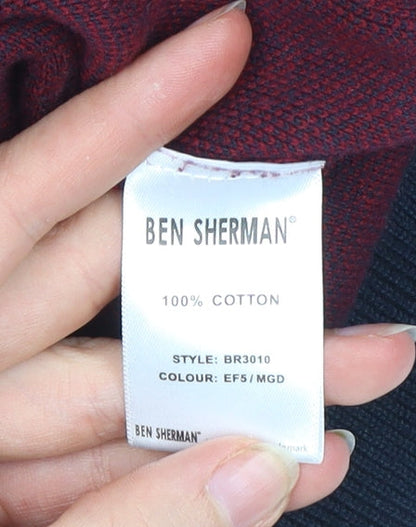 BEN SHERMAN®
100% COTTON
STYLE: BR3010
COLOUR: EF5/MGD
BEN SHERMAN™